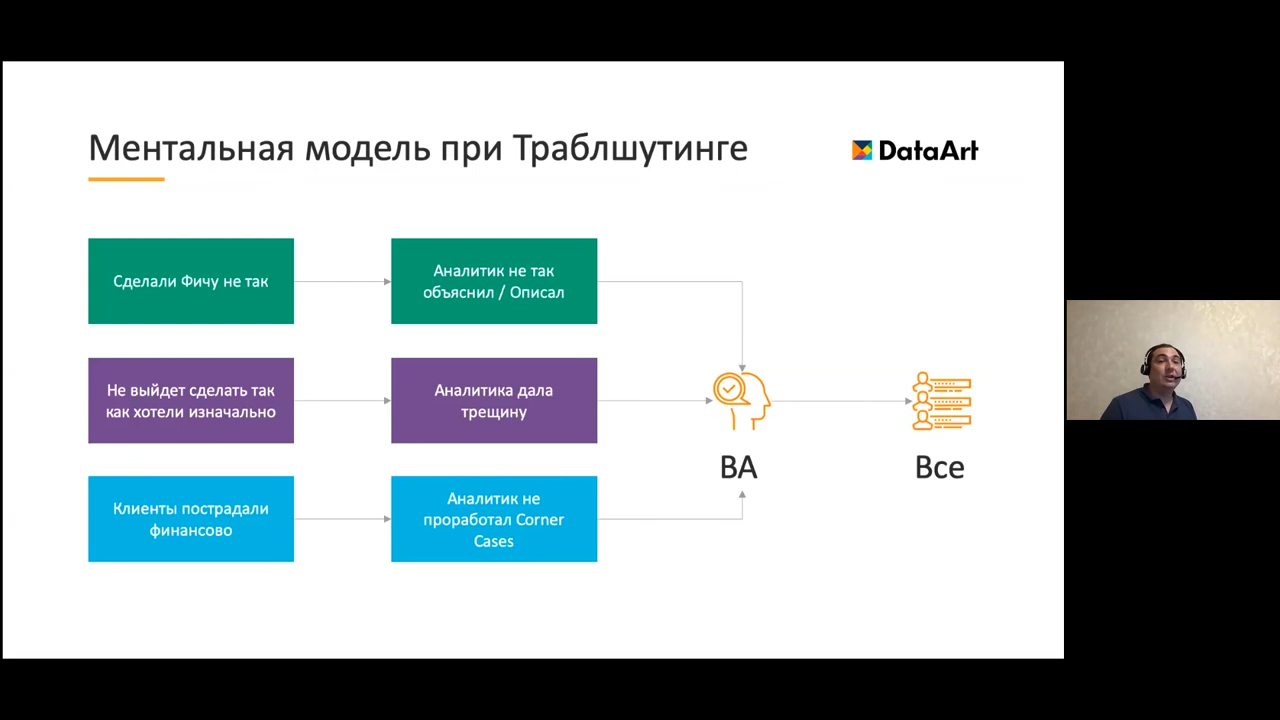 Ментальная модель при Траблшутинге
DataArt
Сделали Фичу не так
Аналитик не так
объяснил / Описал
Не выйдет сделать так
как хотели изначально
Аналитика дала
трещину
Клиенты пострадали
финансово
Аналитик не
проработал Corner
Cases
BA
Все